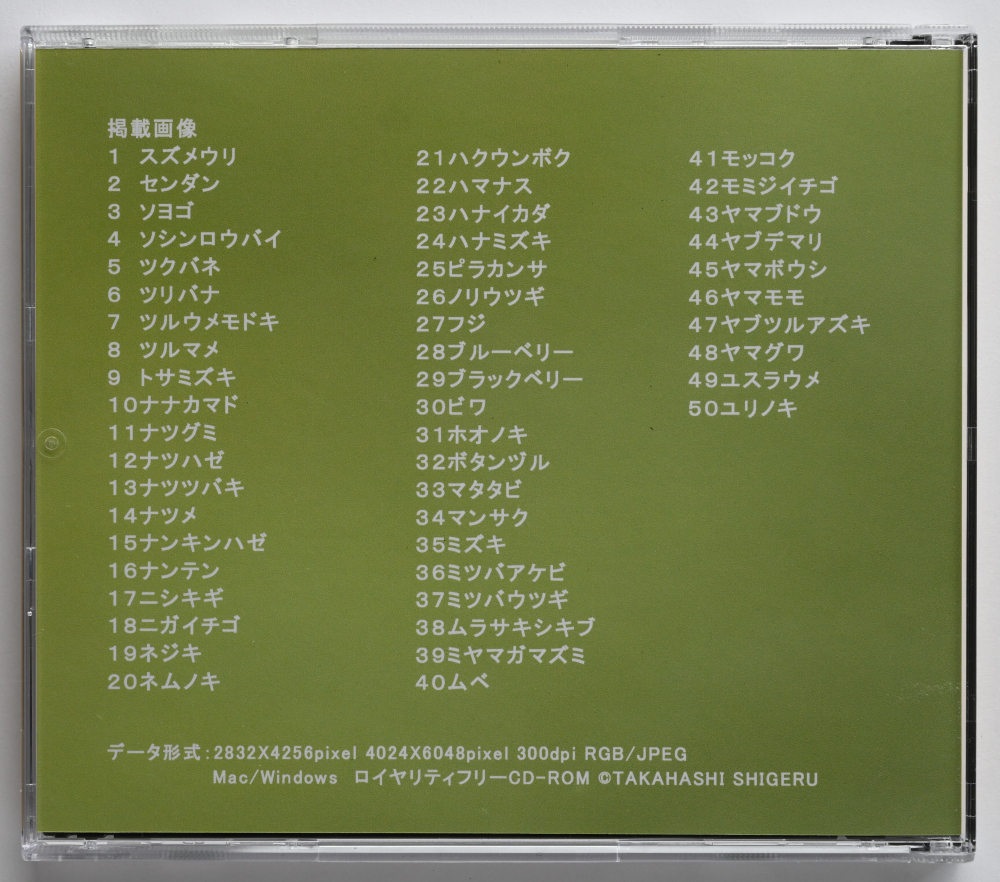 掲載画像
1 スズメウリ
2 センダン
3 ソヨゴ
4 ソシンロウバイ
5 ツクバネ
6 ツリバナ
7 ツルウメモドキ
8 ツルマメ
9 トサミズキ
10ナナカマド
11ナツグミ
12ナツハゼ
13ナツツバキ
14ナツメ
15ナンキンハゼ
16ナンテン
17ニシキギ
18ニガイチゴ
19ネジキ
20ネムノキ
21ハクウンボク
22ハマナス
23ハナイカダ
24ハナミズキ
25ピラカンサ
26ノリウツギ
27フジ
28ブルーベリー
29ブラックベリー
30ビワ
31ホオノキ
32ボタンヅル
33マタタビ
34マンサク
35ミズキ
36ミツバアケビ
37ミツバウツギ
38ムラサキシキブ
39ミヤマガマズミ
40ムベ
41モッコク
42モミジイチゴ
43ヤマブドウ
44ヤブデマリ
45ヤマボウシ
46ヤマモモ
47ヤブツルアズキ
48ヤマグワ
49ユスラウメ
50ユリノキ
データ形式:2832X4256pixel 4024X6048pixel 300dpi RGB/JPEG
Mac/Windows ロイヤリティフリーCD-ROM ©TAKAHASHI SHIGERU